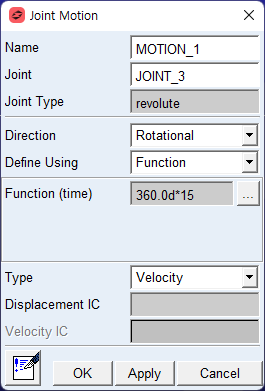 Joint Motion
Name MOTION_1
Joint JOINT_3
Joint Type revolute
Direction Rotational
Define Using Function
Function (time) 360.0d*15 ...
Type Velocity
Displacement IC
Velocity IC
OK Apply Cancel